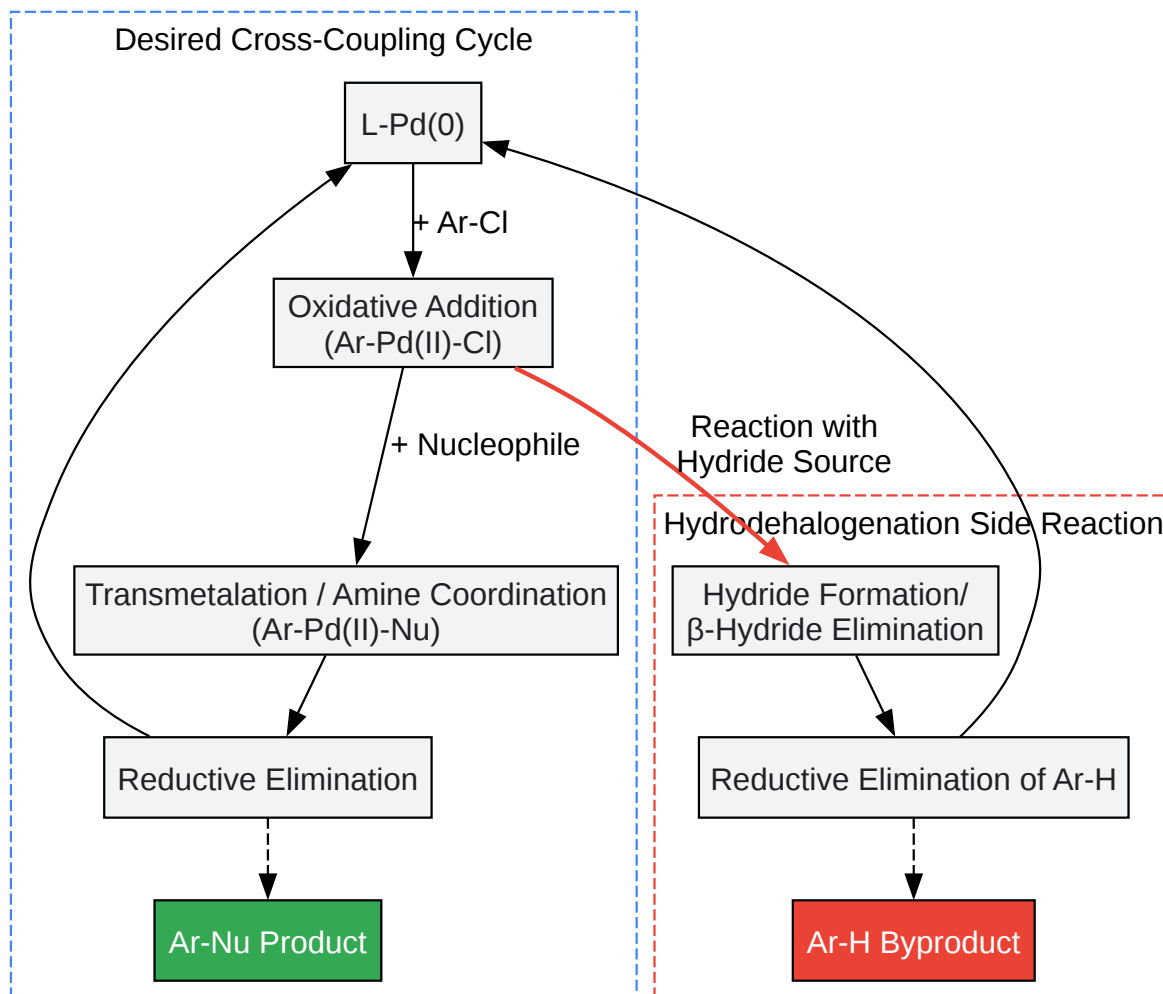 Desired Cross-Coupling Cycle
L-Pd(0)
+ Ar-Cl
Oxidative Addition
(Ar-Pd(II)-Cl)
+ Nucleophile
Reaction with
Hydride Source
Hydrodehalogenation Side Reaction
Transmetalation / Amine Coordination
(Ar-Pd(II)-Nu)
Hydride Formation/
β-Hydride Elimination
Reductive Elimination
Reductive Elimination of Ar-H
Ar-Nu Product
Ar-H Byproduct